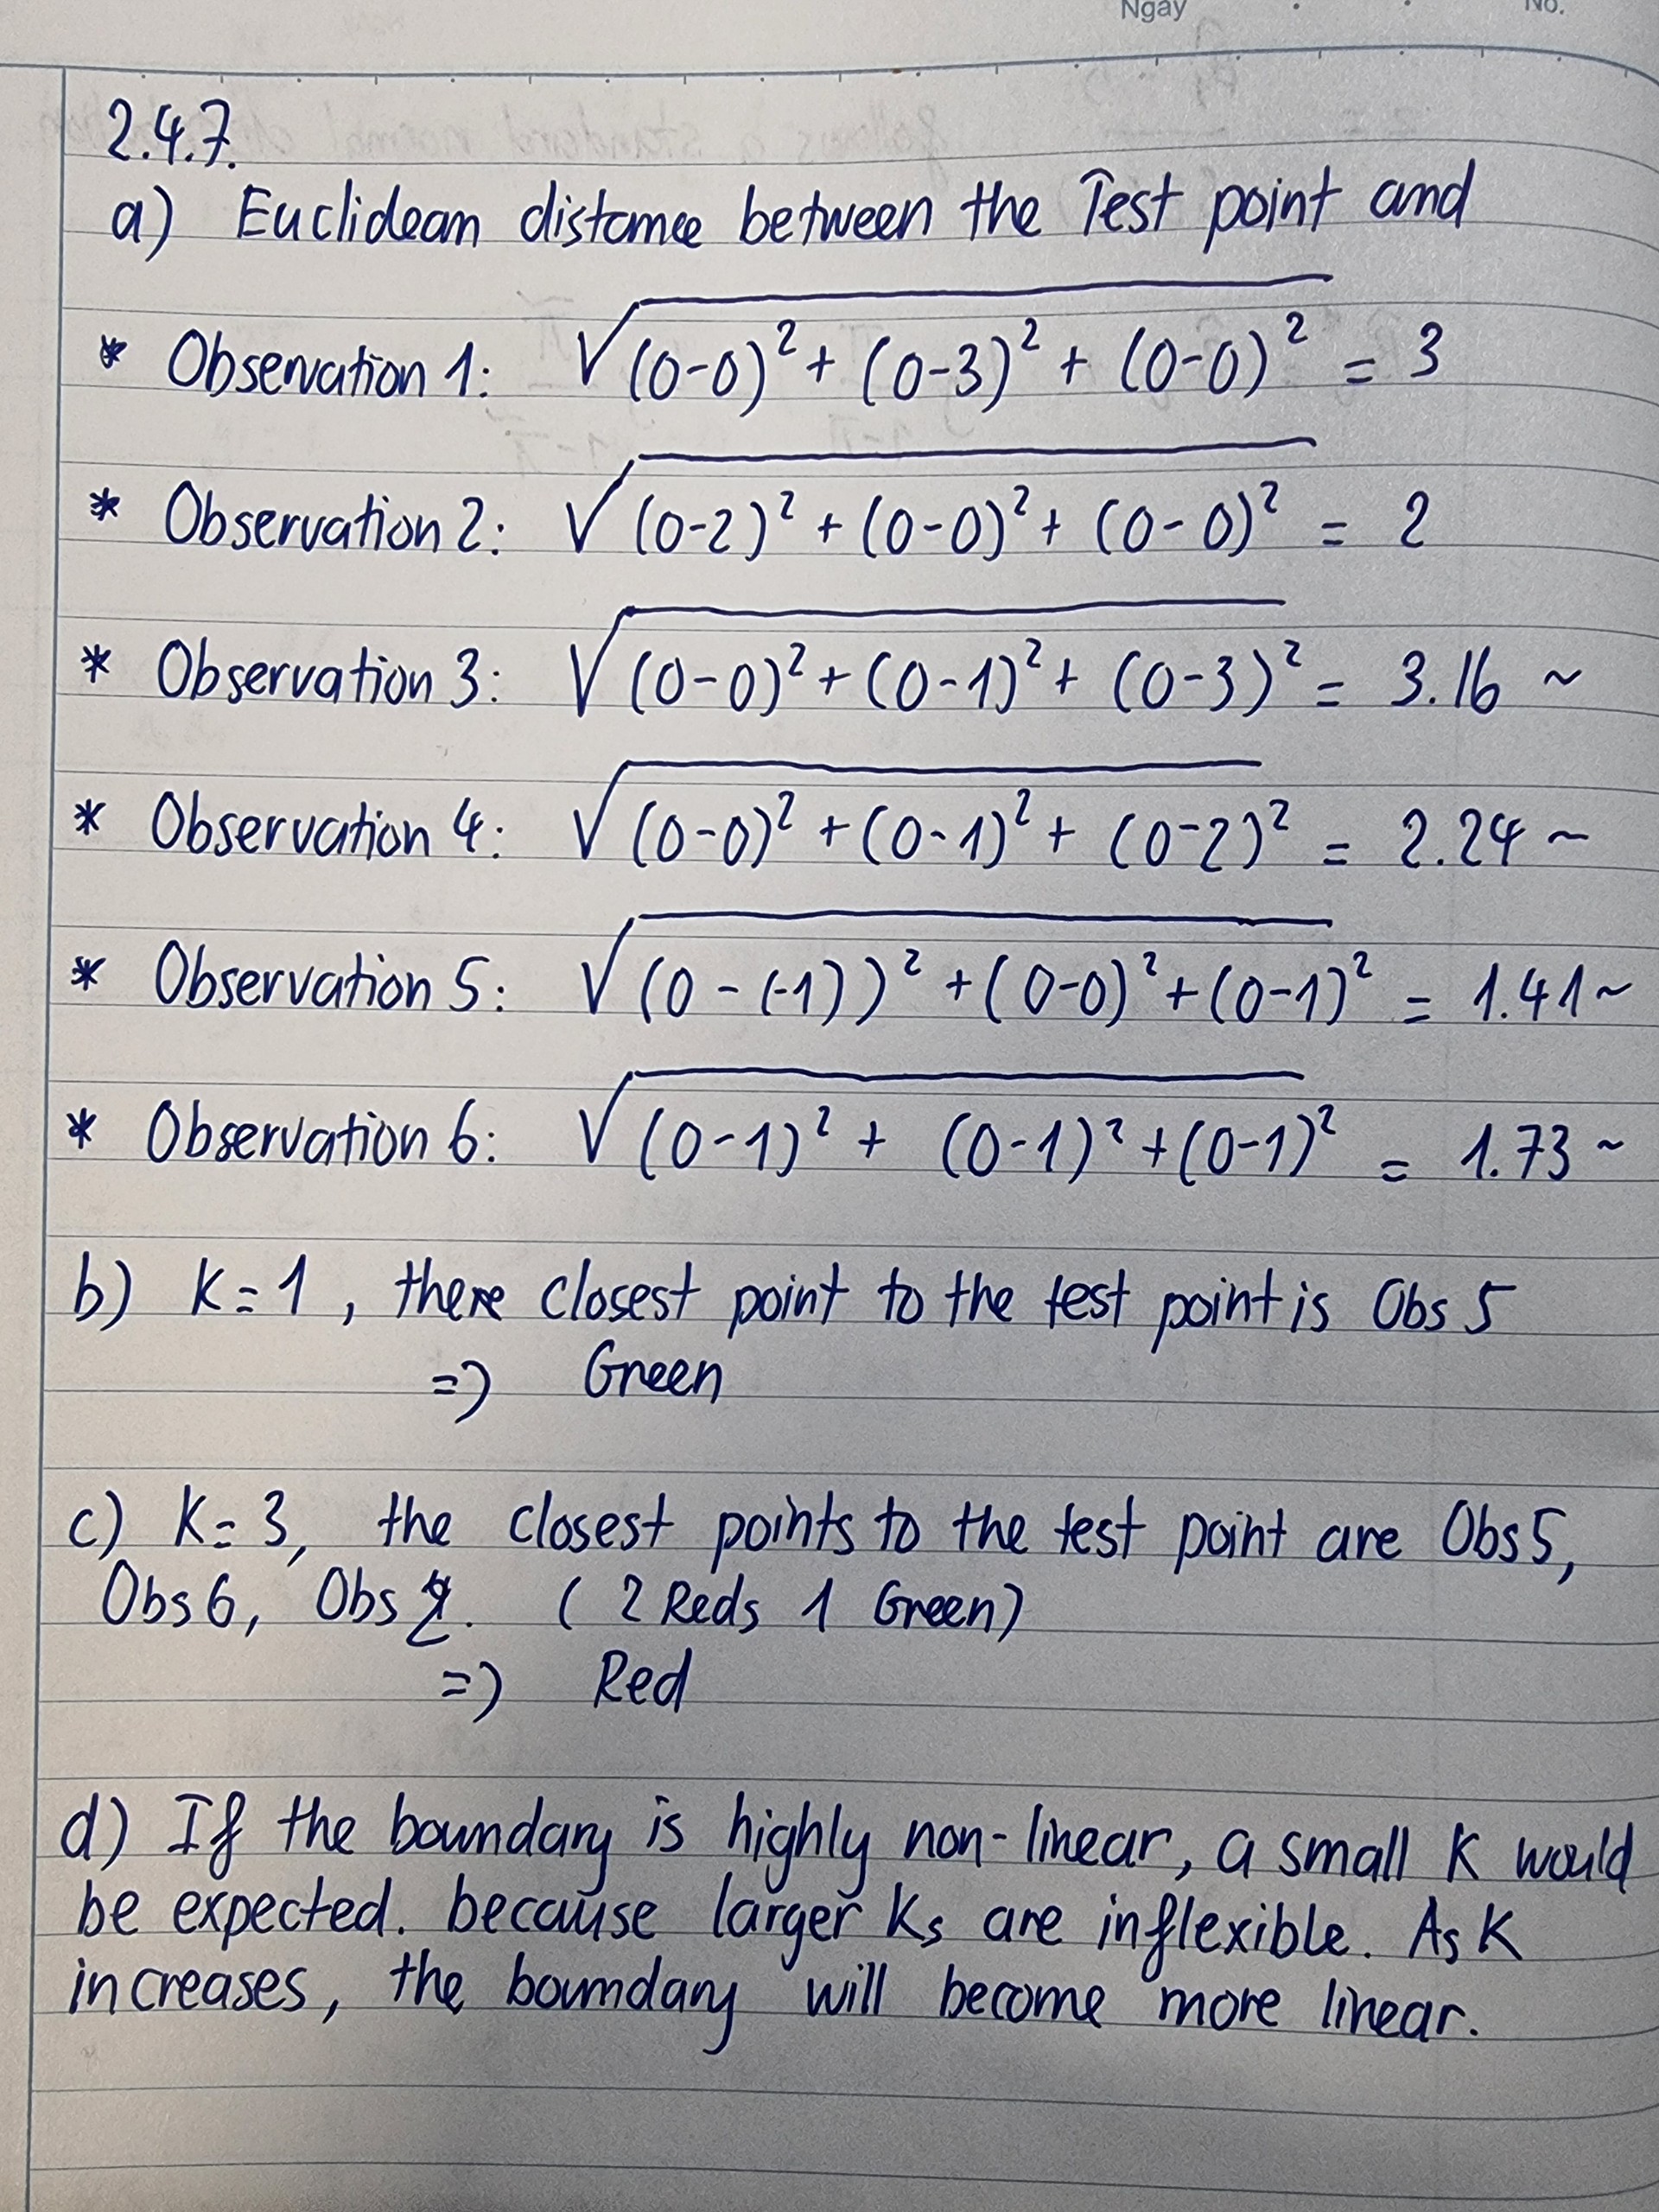 Ngày No.
2.4.7.
a) Euclidean distance between the Test point and
* Observation 1: √(0-0)² + (0-3)² + (0-0)² = 3
* Observation 2: √(0-2)² + (0-0)² + (0-0)² = 2
* Observation 3: √(0-0)² + (0-1)² + (0-3)² = 3.16 ~
* Observation 4: √(0-0)² + (0-1)² + (0-2)² = 2.24 ~
* Observation 5: √(0-(-1))² + (0-0)² + (0-1)² = 1.41 ~
* Observation 6: √(0-1)² + (0-1)² + (0-1)² = 1.73 ~
b) K=1, there closest point to the test point is Obs 5
=> Green
c) K=3, the closest points to the test point are Obs 5,
Obs 6, Obs 2. (2 Reds 1 Green)
=> Red
d) If the boundary is highly non-linear, a small K would
be expected. because larger Ks are inflexible. As K
increases, the boundary will become more linear.